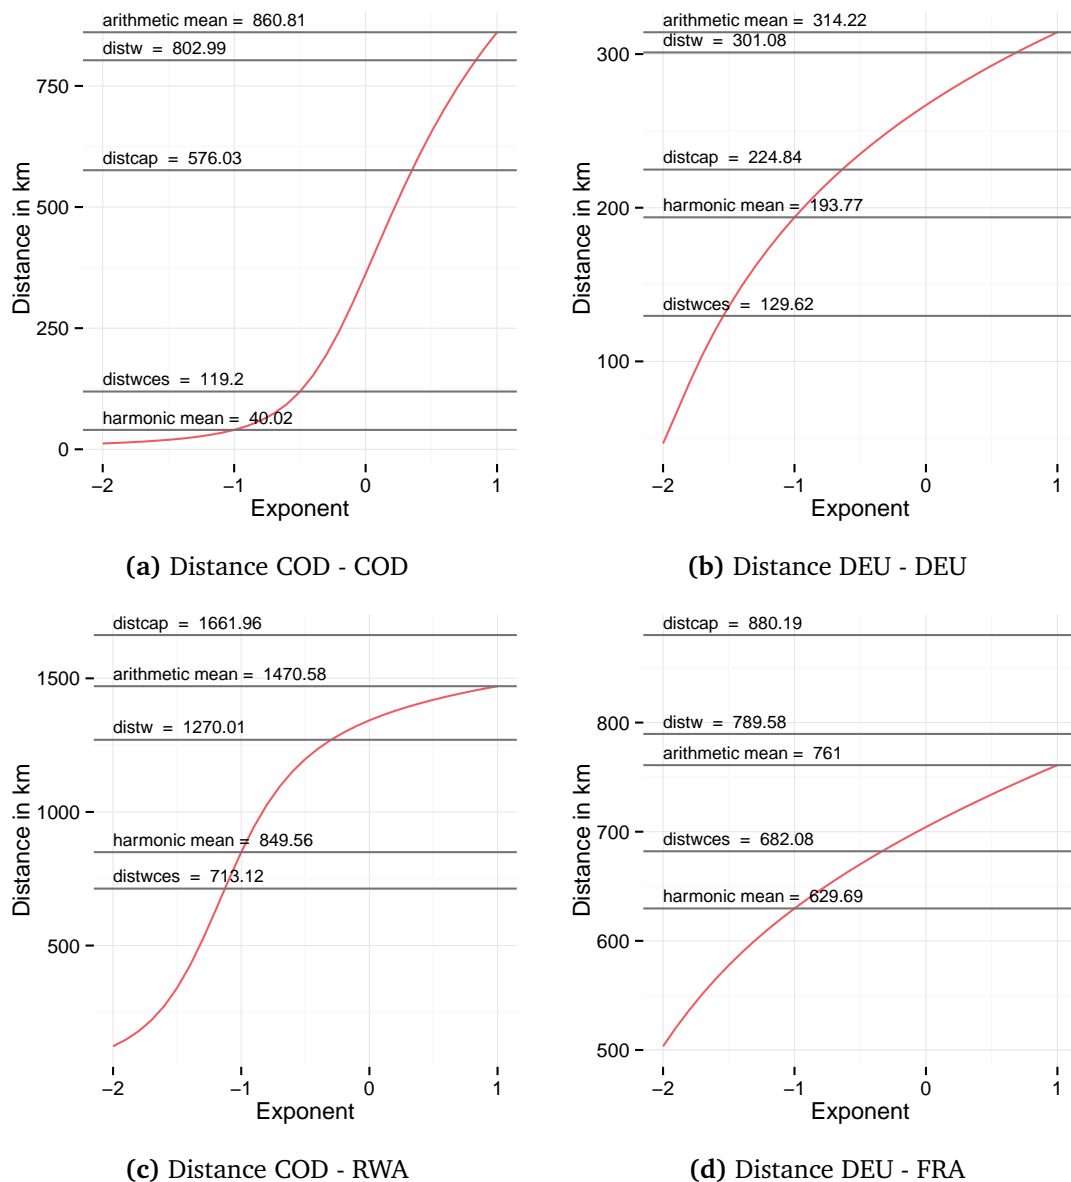 arithmetic mean = 860.81
distw = 802.99
750
distcap = 576.03
500
250
distwces = 119.2
harmonic mean = 40.02
0
−2 −1 0 1
Distance in km
Exponent
(a) Distance COD - COD
arithmetic mean = 314.22
distw = 301.08
300
distcap = 224.84
200
harmonic mean = 193.77
distwces = 129.62
100
−2 −1 0 1
Distance in km
Exponent
(b) Distance DEU - DEU
distcap = 1661.96
arithmetic mean = 1470.58
1500
distw = 1270.01
1000
harmonic mean = 849.56
distwces = 713.12
500
−2 −1 0 1
Distance in km
Exponent
(c) Distance COD - RWA
distcap = 880.19
800
distw = 789.58
arithmetic mean = 761
700
distwces = 682.08
harmonic mean = 629.69
600
500
−2 −1 0 1
Distance in km
Exponent
(d) Distance DEU - FRA